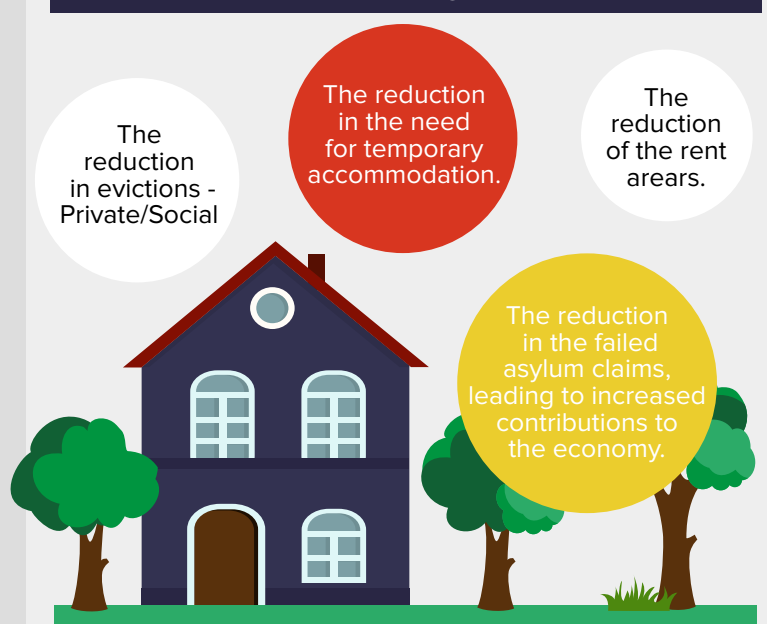 The
reduction
in evictions -
Private/Social
The reduction
in the need
for temporary
accommodation.
The
reduction
of the rent
arears.
The reduction
in the failed
asylum claims,
leading to increased
contributions to
the economy.